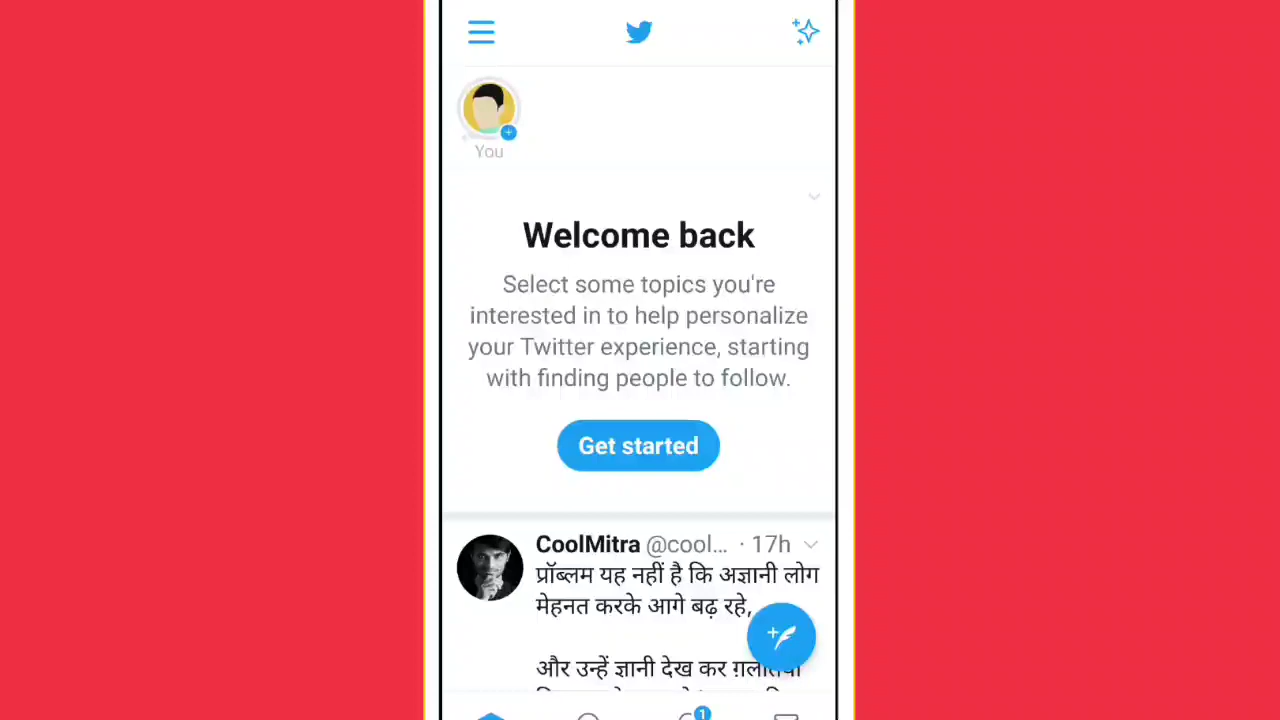 You
Welcome back
Select some topics you're
interested in to help personalize
your Twitter experience, starting
with finding people to follow.
Get started
CoolMitra @cool... · 17h
प्रॉब्लम यह नहीं है कि अज्ञानी लोग
मेहनत करके आगे बढ़ रहे,
और उन्हें ज्ञानी देख कर
1